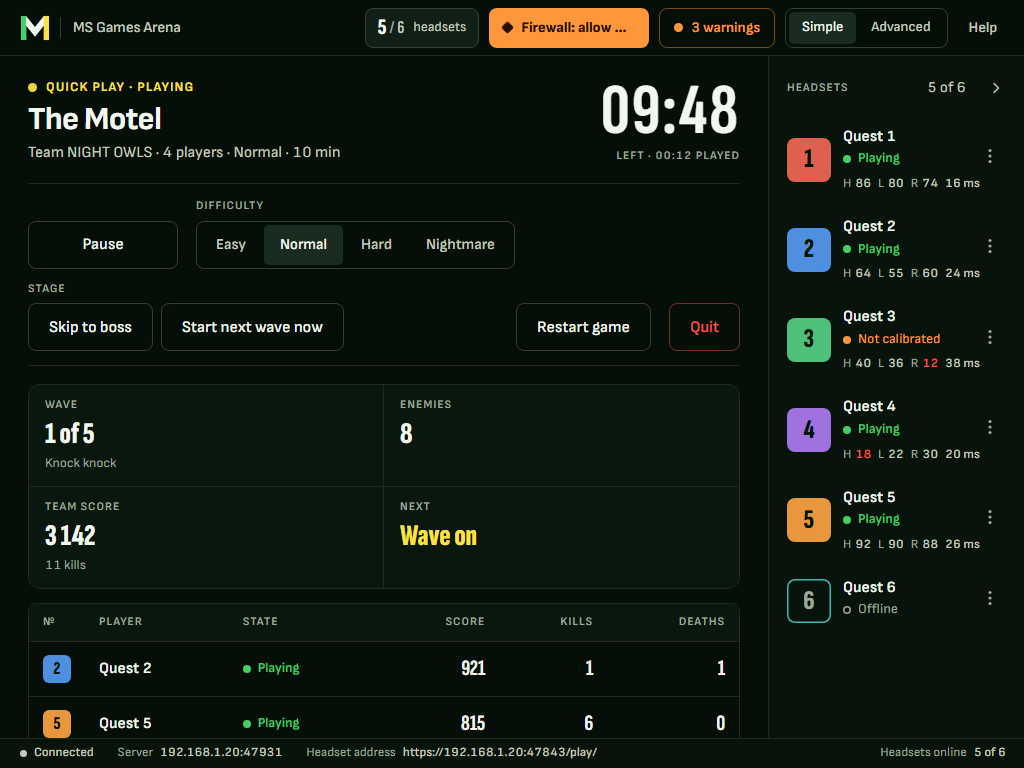 M MS Games Arena 5 / 6 headsets Firewall: allow ... 3 warnings Simple Advanced Help
QUICK PLAY · PLAYING
The Motel
Team NIGHT OWLS · 4 players · Normal · 10 min
09:48
LEFT · 00:12 PLAYED
DIFFICULTY
Pause Easy Normal Hard Nightmare
STAGE
Skip to boss Start next wave now Restart game Quit
WAVE
1 of 5
Knock knock
ENEMIES
8
TEAM SCORE
3 142
11 kills
NEXT
Wave on
Nº PLAYER STATE SCORE KILLS DEATHS
2 Quest 2 Playing 921 1 1
5 Quest 5 Playing 815 6 0
HEADSETS 5 of 6
1 Quest 1
Playing
H 86 L 80 R 74 16 ms
2 Quest 2
Playing
H 64 L 55 R 60 24 ms
3 Quest 3
Not calibrated
H 40 L 36 R 12 38 ms
4 Quest 4
Playing
H 18 L 22 R 30 20 ms
5 Quest 5
Playing
H 92 L 90 R 88 26 ms
6 Quest 6
Offline
Connected Server 192.168.1.20:47931 Headset address https://192.168.1.20:47843/play/ Headsets online 5 of 6